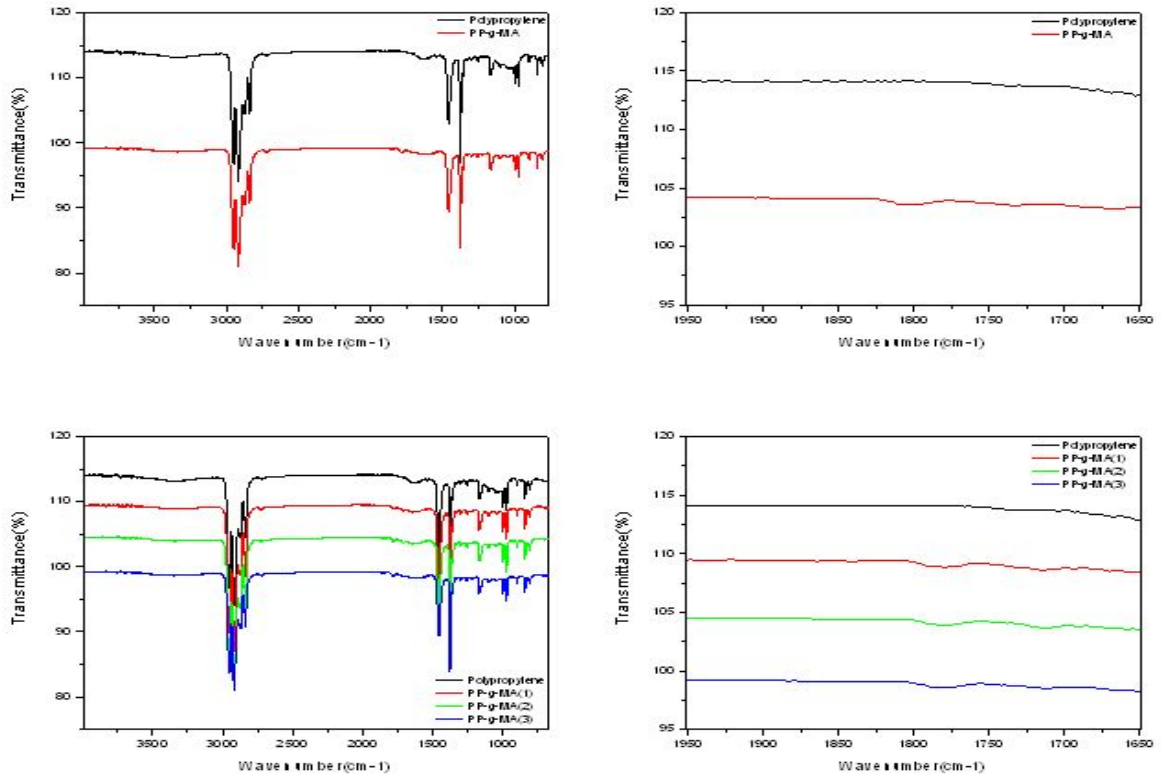 120
110
100
90
80
Transmittance(%)
3500 3000 2500 2000 1500 1000
Wavenumber(cm-1)
Polypropylene
PP-g-MA
120
115
110
105
100
95
Transmittance(%)
1950 1900 1850 1800 1750 1700 1650
Wavenumber(cm-1)
Polypropylene
PP-g-MA
120
110
100
90
80
Transmittance(%)
3500 3000 2500 2000 1500 1000
Wavenumber(cm-1)
Polypropylene
PP-g-MA(1)
PP-g-MA(2)
PP-g-MA(3)
120
115
110
105
100
95
Transmittance(%)
1950 1900 1850 1800 1750 1700 1650
Wavenumber(cm-1)
Polypropylene
PP-g-MA(1)
PP-g-MA(2)
PP-g-MA(3)